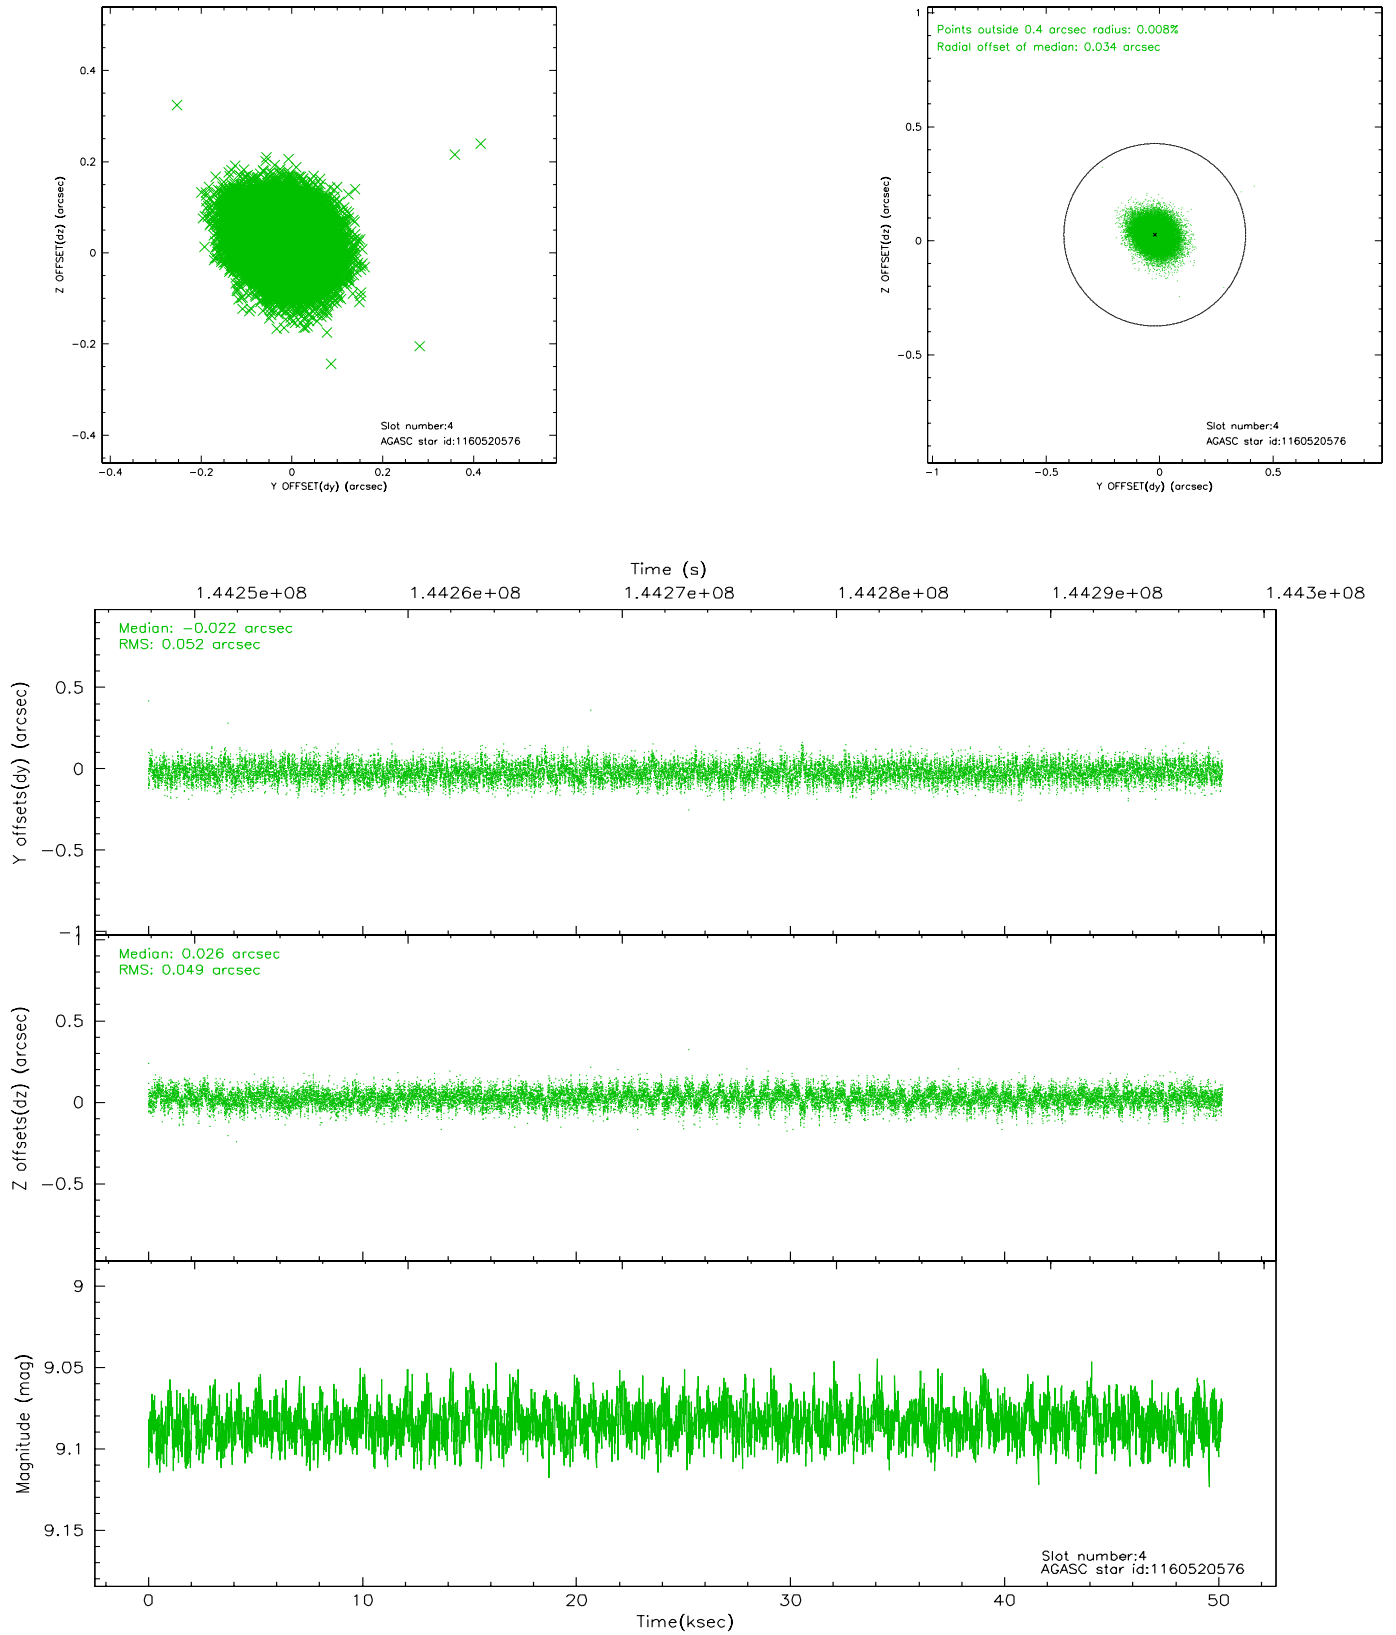 0.4
0.2
0
−0.2
−0.4
Z OFFSET(dz) (arcsec)
Slot number:4
AGASC star id:1160520576
−0.4 −0.2 0 0.2 0.4
Y OFFSET(dy) (arcsec)
Points outside 0.4 arcsec radius: 0.008%
Radial offset of median: 0.034 arcsec
1
0.5
0
−0.5
Z OFFSET(dz) (arcsec)
Slot number:4
AGASC star id:1160520576
−1 −0.5 0 0.5
Y OFFSET(dy) (arcsec)
Time (s)
1.4425e+08 1.4426e+08 1.4427e+08 1.4428e+08 1.4429e+08 1.443e+08
Median: −0.022 arcsec
RMS: 0.052 arcsec
0.5
0
−0.5
−1
Y offsets(dy) (arcsec)
Median: 0.026 arcsec
RMS: 0.049 arcsec
1
0.5
0
−0.5
Z offsets(dz) (arcsec)
9
9.05
9.1
9.15
Magnitude (mag)
Slot number:4
AGASC star id:1160520576
0 10 20 30 40 50
Time(ksec)